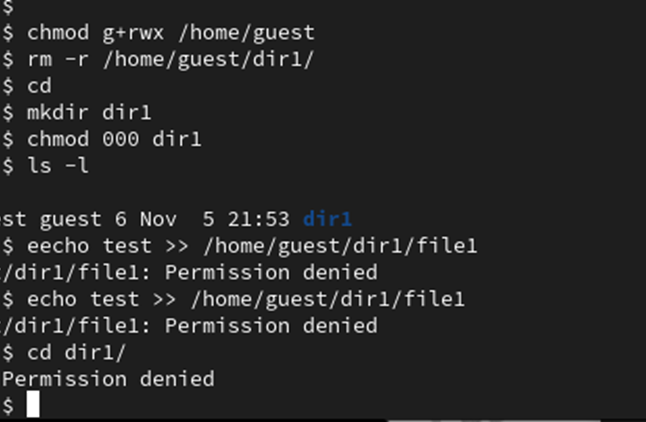 $
$ chmod g+rwx /home/guest
$ rm -r /home/guest/dir1/
$ cd
$ mkdir dir1
$ chmod 000 dir1
$ ls -l
est guest 6 Nov  5 21:53 dir1
$ eecho test >> /home/guest/dir1/file1
/dir1/file1: Permission denied
$ echo test >> /home/guest/dir1/file1
/dir1/file1: Permission denied
$ cd dir1/
Permission denied
$